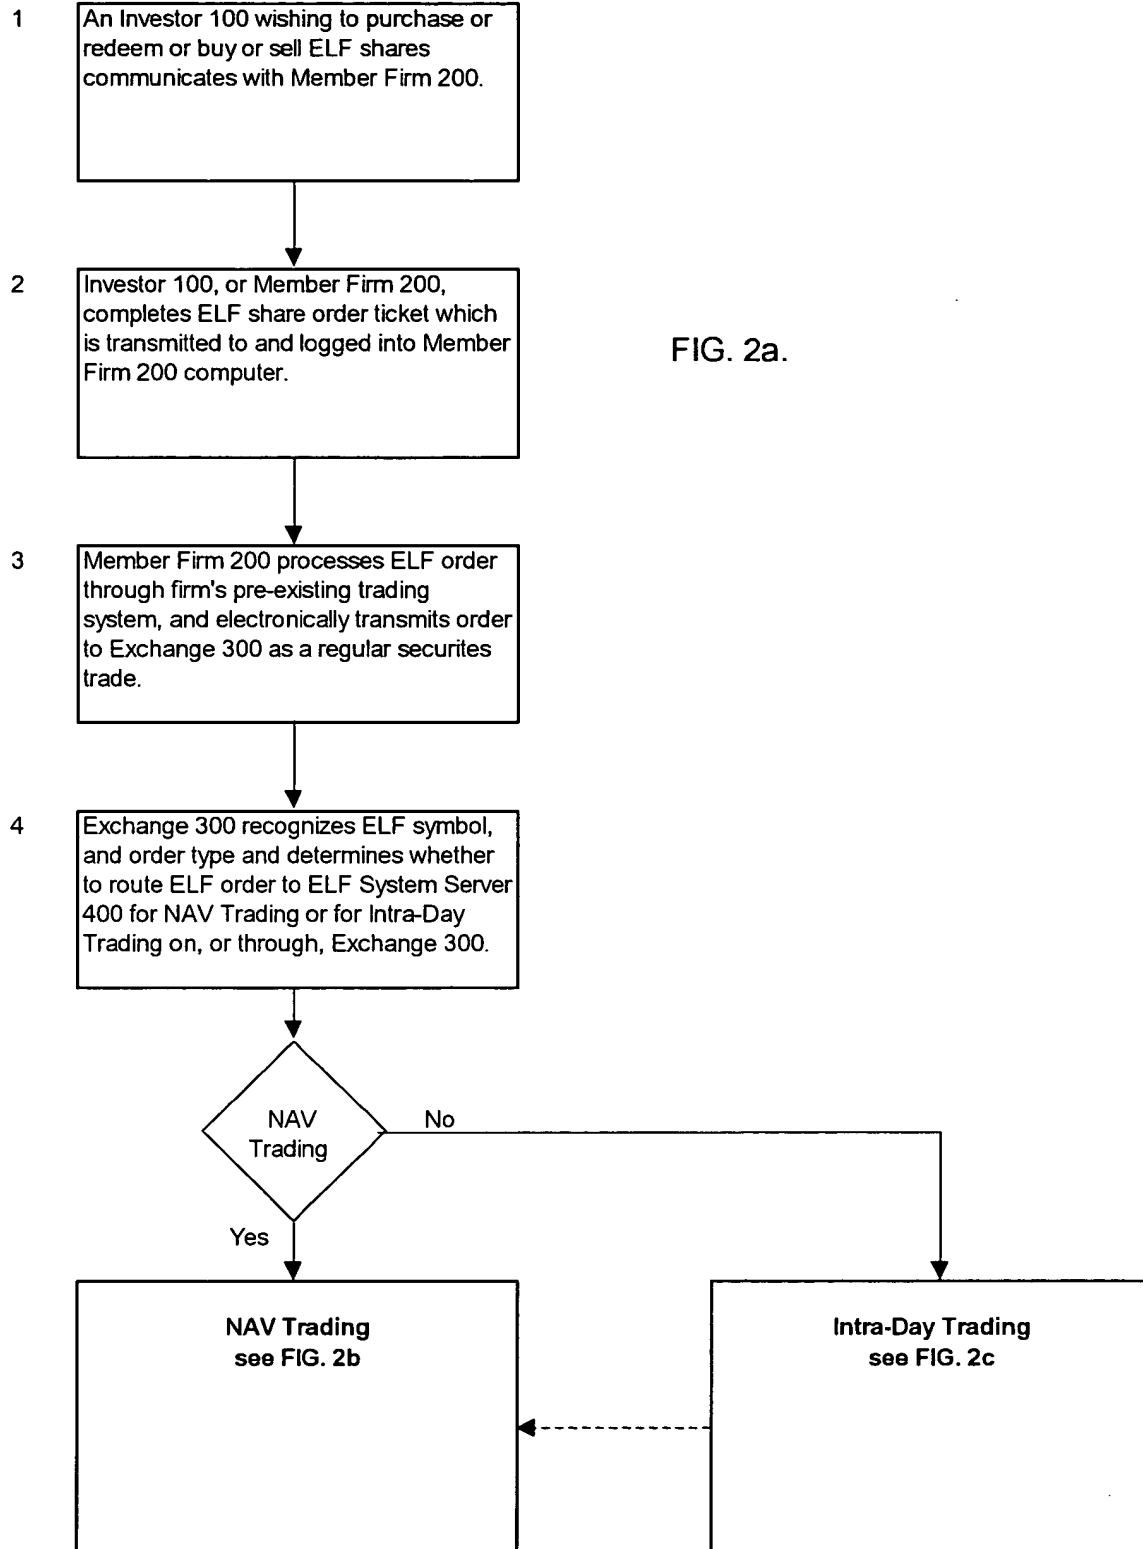 1
An Investor 100 wishing to purchase or
redeem or buy or sell ELF shares
communicates with Member Firm 200.
2
Investor 100, or Member Firm 200,
completes ELF share order ticket which
is transmitted to and logged into Member
Firm 200 computer.
FIG. 2a.
3
Member Firm 200 processes ELF order
through firm's pre-existing trading
system, and electronically transmits order
to Exchange 300 as a regular securites
trade.
4
Exchange 300 recognizes ELF symbol,
and order type and determines whether
to route ELF order to ELF System Server
400 for NAV Trading or for Intra-Day
Trading on, or through, Exchange 300.
NAV
Trading
No
Yes
NAV Trading
see FIG. 2b
Intra-Day Trading
see FIG. 2c